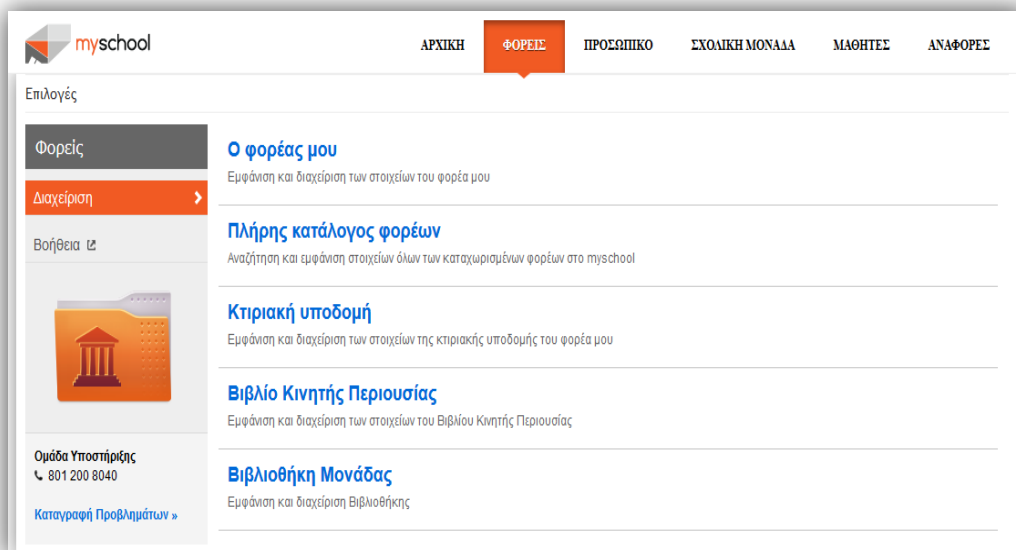 myschool
ΑΡΧΙΚΗ ΦΟΡΕΙΣ ΠΡΟΣΩΠΙΚΟ ΣΧΟΛΙΚΗ ΜΟΝΑΔΑ ΜΑΘΗΤΕΣ ΑΝΑΦΟΡΕΣ
Επιλογές
Φορείς
Διαχείριση
Βοήθεια
Ομάδα Υποστήριξης
801 200 8040
Καταγραφή Προβλημάτων »
Ο φορέας μου
Εμφάνιση και διαχείριση των στοιχείων του φορέα μου
Πλήρης κατάλογος φορέων
Αναζήτηση και εμφάνιση στοιχείων όλων των καταχωρισμένων φορέων στο myschool
Κτιριακή υποδομή
Εμφάνιση και διαχείριση των στοιχείων της κτιριακής υποδομής του φορέα μου
Βιβλίο Κινητής Περιουσίας
Εμφάνιση και διαχείριση των στοιχείων του Βιβλίου Κινητής Περιουσίας
Βιβλιοθήκη Μονάδας
Εμφάνιση και διαχείριση Βιβλιοθήκης